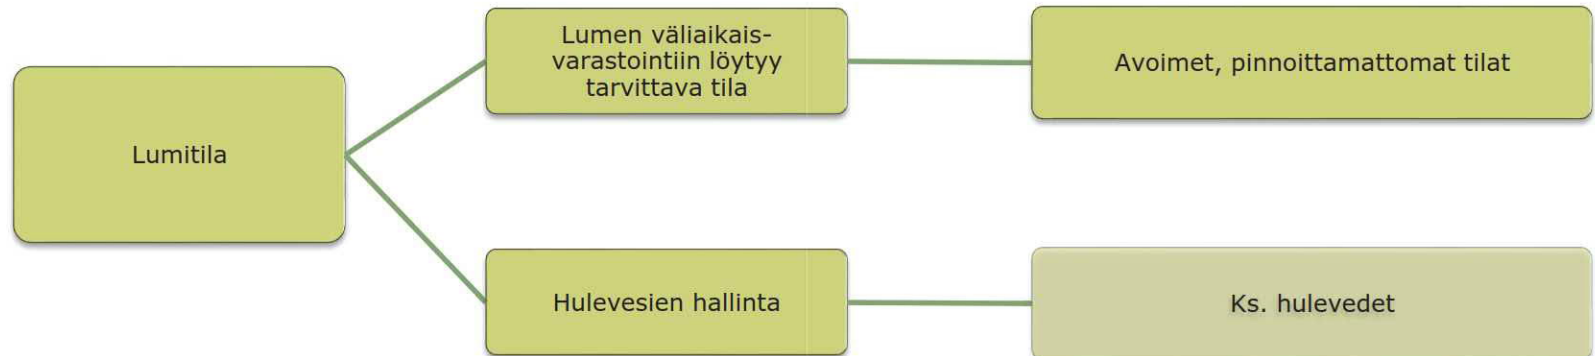 Lumitila
Lumen väliaikais-
varastointiin löytyy
tarvittava tila
Avoimet, pinnoittamattomat tilat
Hulevesien hallinta
Ks. hulevedet